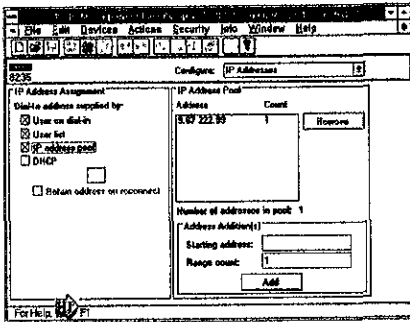 File Edit Devices Actions Security Info Window Help
8235
Configure: IP Addresses
IP Address Assignment
Dial-in address supplied by:
User on dial-in
User list
IP address pool
DHCP
Retain address on reconnect
IP Address Pool
Address Count
9.67.222.99 1
Remove
Number of addresses in pool: 1
Address Addition(s)
Starting address:
Range count: 1
Add
For Help, F1